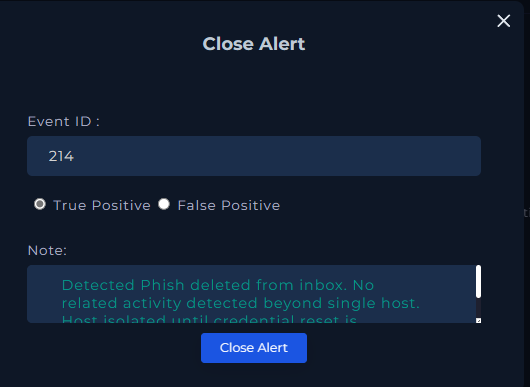 Close Alert
Event ID :
214
True Positive False Positive
Note:
Detected Phish deleted from inbox. No
related activity detected beyond single host.
Host isolated until credential reset is
Close Alert